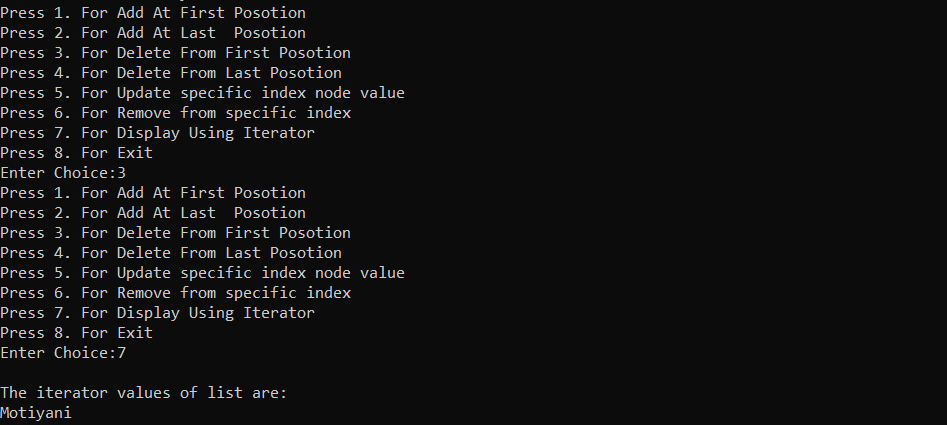 Press 1. For Add At First Posotion
Press 2. For Add At Last  Posotion
Press 3. For Delete From First Posotion
Press 4. For Delete From Last Posotion
Press 5. For Update specific index node value
Press 6. For Remove from specific index
Press 7. For Display Using Iterator
Press 8. For Exit
Enter Choice:3
Press 1. For Add At First Posotion
Press 2. For Add At Last  Posotion
Press 3. For Delete From First Posotion
Press 4. For Delete From Last Posotion
Press 5. For Update specific index node value
Press 6. For Remove from specific index
Press 7. For Display Using Iterator
Press 8. For Exit
Enter Choice:7
The iterator values of list are:
Motiyani